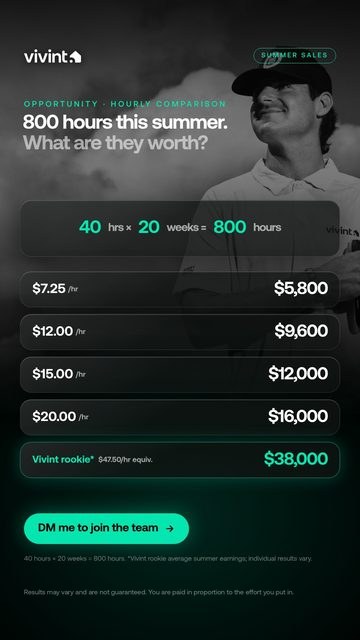 vivint
SUMMER SALES
OPPORTUNITY · HOURLY COMPARISON
800 hours this summer.
What are they worth?
40 hrs × 20 weeks = 800 hours
vivint
$7.25 /hr $5,800
$12.00 /hr $9,600
$15.00 /hr $12,000
$20.00 /hr $16,000
Vivint rookie* $47.50/hr equiv. $38,000
DM me to join the team →
40 hours × 20 weeks = 800 hours. *Vivint rookie average summer earnings; individual results vary.
Results may vary and are not guaranteed. You are paid in proportion to the effort you put in.